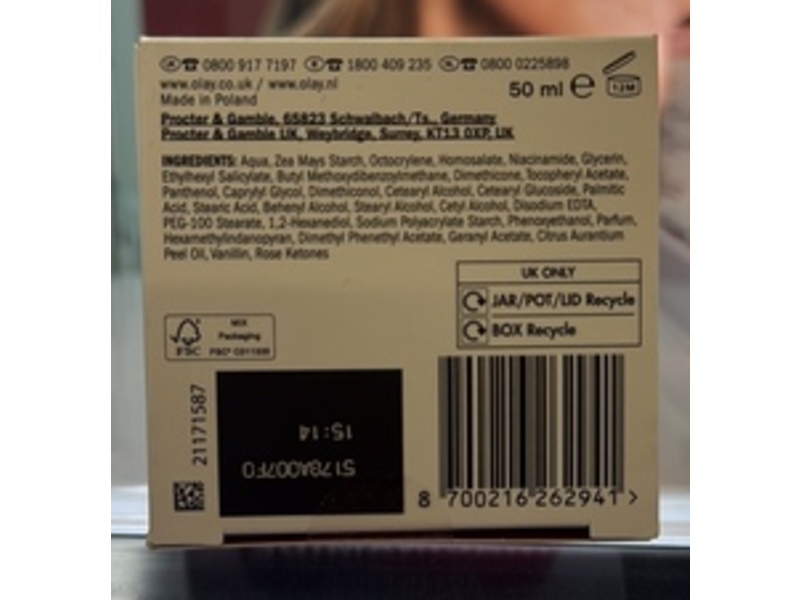 UK ☎ 0800 917 7197 ☎ 1800 409 235 ☎ 0800 0225898
www.olay.co.uk / www.olay.nl
Made in Poland
50 ml ℮
12M
Procter & Gamble, 65823 Schwalbach/Ts., Germany
Procter & Gamble UK, Weybridge, Surrey, KT13 0XP, UK
INGREDIENTS: Aqua, Zea Mays Starch, Octocrylene, Homosalate, Niacinamide, Glycerin,
Ethylhexyl Salicylate, Butyl Methoxydibenzoylmethane, Dimethicone, Tocopheryl Acetate,
Panthenol, Caprylyl Glycol, Dimethiconol, Cetearyl Alcohol, Cetearyl Glucoside, Palmitic
Acid, Stearic Acid, Behenyl Alcohol, Stearyl Alcohol, Cetyl Alcohol, Disodium EDTA,
PEG-100 Stearate, 1,2-Hexanediol, Sodium Polyacrylate Starch, Phenoxyethanol, Parfum,
Hexamethylindanopyran, Dimethyl Phenethyl Acetate, Geranyl Acetate, Citrus Aurantium
Peel Oil, Vanillin, Rose Ketones
UK ONLY
JAR/POT/LID Recycle
BOX Recycle
FSC
MIX
Packaging
21171587
15:14
5178A007F0
8 700216 262941 >